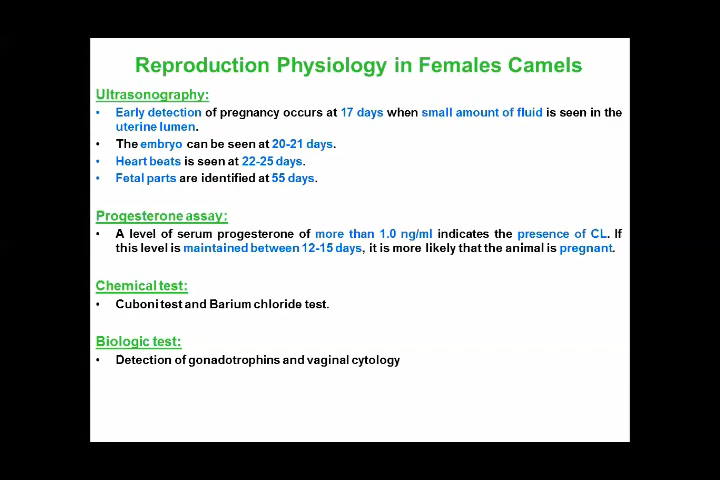 Reproduction Physiology in Females Camels
Ultrasonography:
• Early detection of pregnancy occurs at 17 days when small amount of fluid is seen in the
uterine lumen.
• The embryo can be seen at 20-21 days.
• Heart beats is seen at 22-25 days.
• Fetal parts are identified at 55 days.
Progesterone assay:
• A level of serum progesterone of more than 1.0 ng/ml indicates the presence of CL. If
this level is maintained between 12-15 days, it is more likely that the animal is pregnant.
Chemical test:
• Cuboni test and Barium chloride test.
Biologic test:
• Detection of gonadotrophins and vaginal cytology